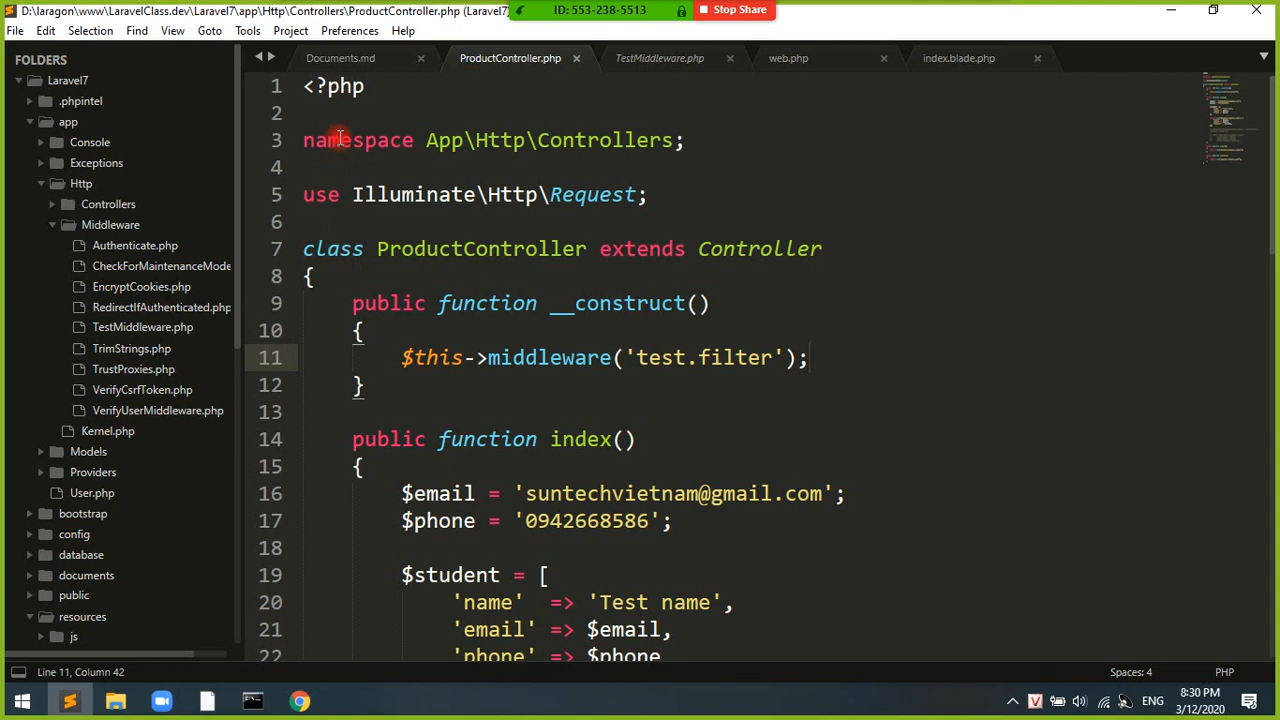 D:\laragon\www\LaravelClass.dev\Laravel7\app\Http\Controllers\ProductController.php (Laravel7)
ID: 553-238-5513
Stop Share
File Edit Selection Find View Goto Tools Project Preferences Help
FOLDERS
Laravel7
.phpintel
app
Console
Exceptions
Http
Controllers
Middleware
Authenticate.php
CheckForMaintenanceMode
EncryptCookies.php
RedirectIfAuthenticated.php
TestMiddleware.php
TrimStrings.php
TrustProxies.php
VerifyCsrfToken.php
VerifyUserMiddleware.php
Kernel.php
Models
Providers
User.php
bootstrap
config
database
documents
public
resources
js
Documents.md ProductController.php TestMiddleware.php web.php index.blade.php
1 <?php
2
3 namespace App\Http\Controllers;
4
5 use Illuminate\Http\Request;
6
7 class ProductController extends Controller
8 {
9 public function __construct()
10 {
11 $this->middleware('test.filter');
12 }
13
14 public function index()
15 {
16 $email = 'suntechvietnam@gmail.com';
17 $phone = '0942668586';
18
19 $student = [
20 'name' => 'Test name',
21 'email' => $email,
22 'phone' => $phone
Line 11, Column 42
Spaces: 4
PHP
ENG
8:30 PM
3/12/2020